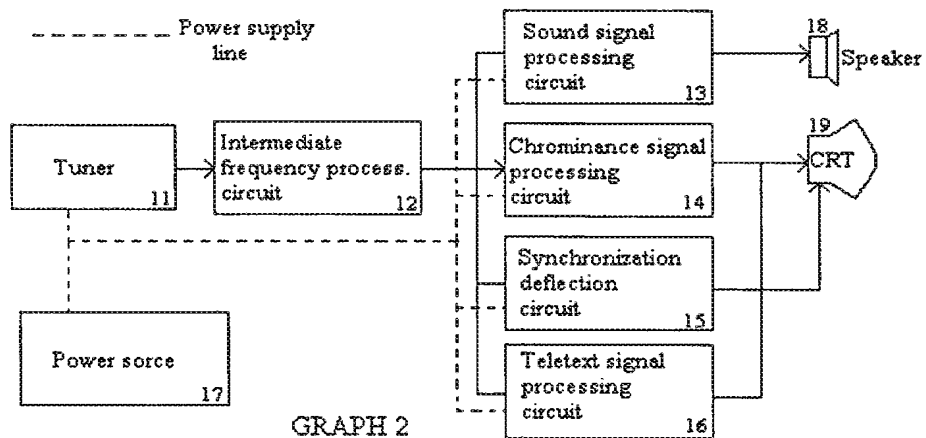 Power supply
line
Sound signal
processing
circuit
13
18
Speaker
Tuner
11
Intermediate
frequency process.
circuit
12
Chrominance signal
processing
circuit
14
19
CRT
Synchronization
deflection
circuit
15
Power sorce
17
Teletext signal
processing
circuit
16
GRAPH 2